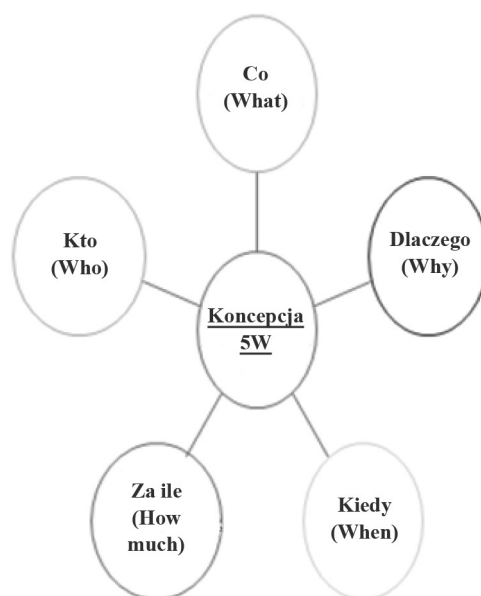 Co
(What)
Kto
(Who)
Dlaczego
(Why)
Koncepcja
5W
Za ile
(How
much)
Kiedy
(When)